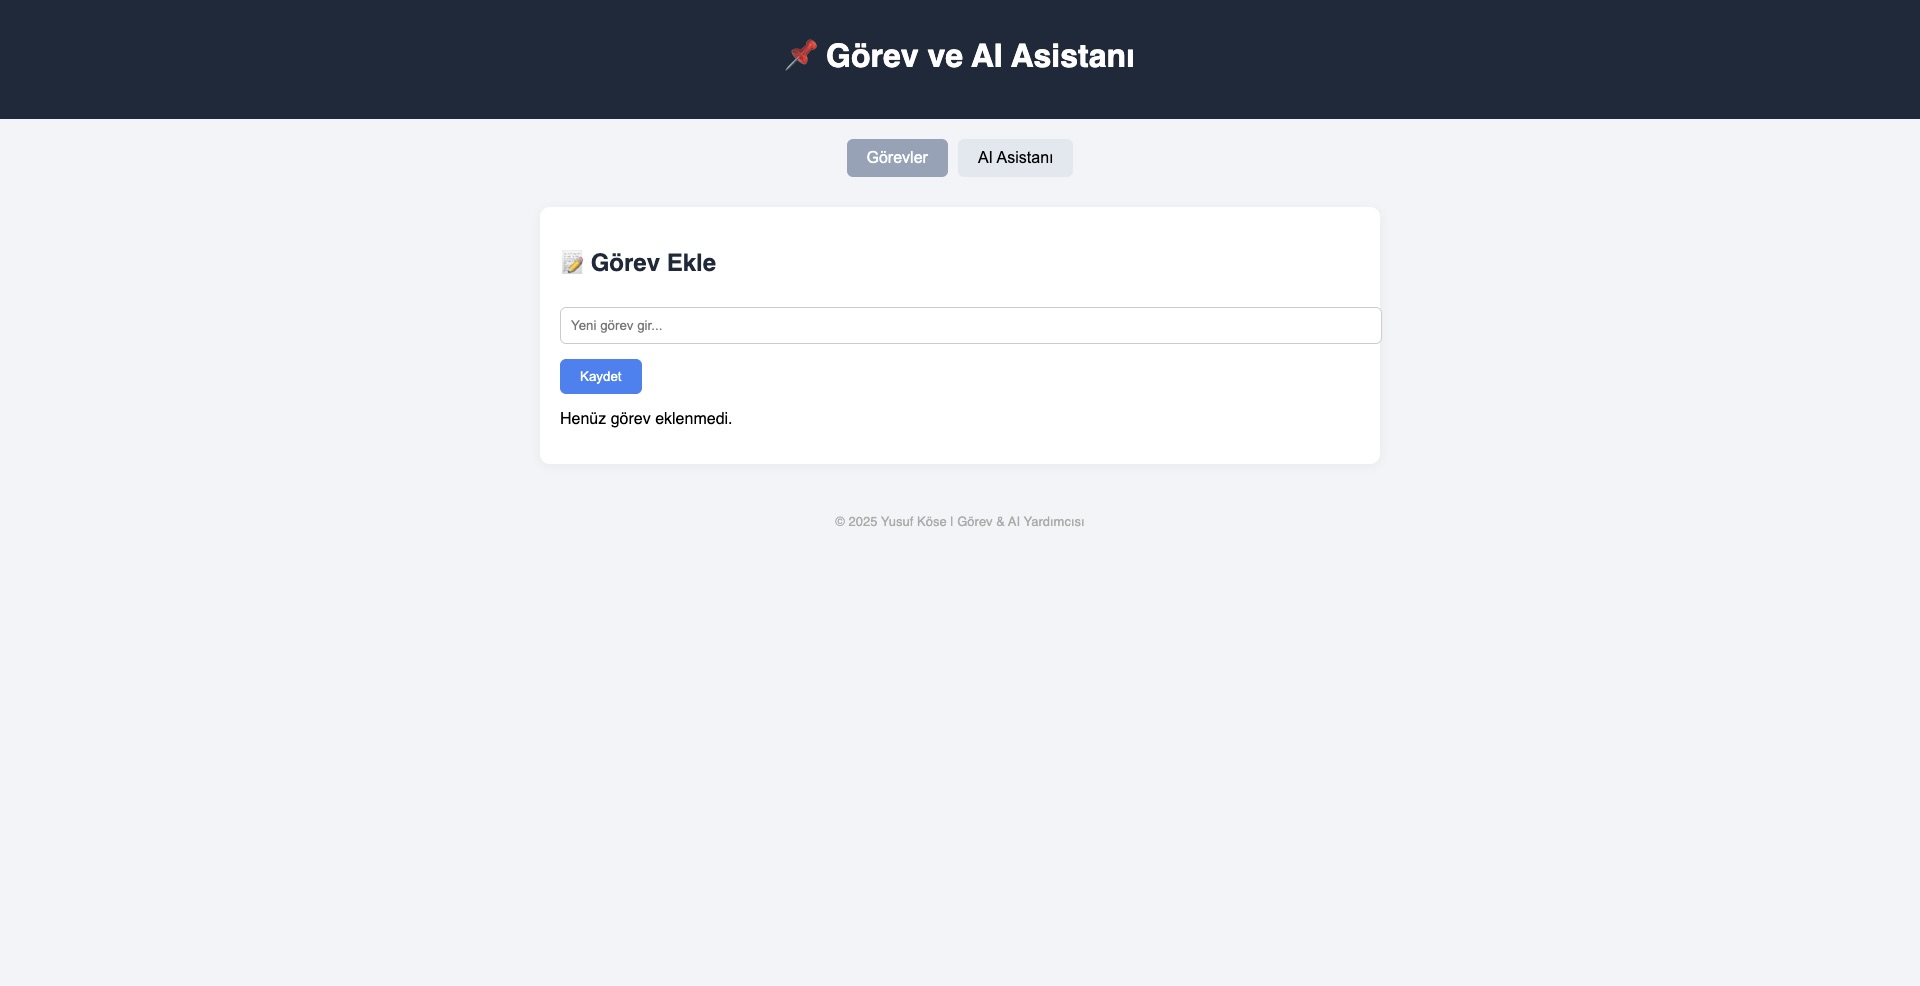 Görev ve AI Asistanı
Görevler
AI Asistanı
Görev Ekle
Yeni görev gir...
Kaydet
Henüz görev eklenmedi.
© 2025 Yusuf Köse | Görev & AI Yardımcısı